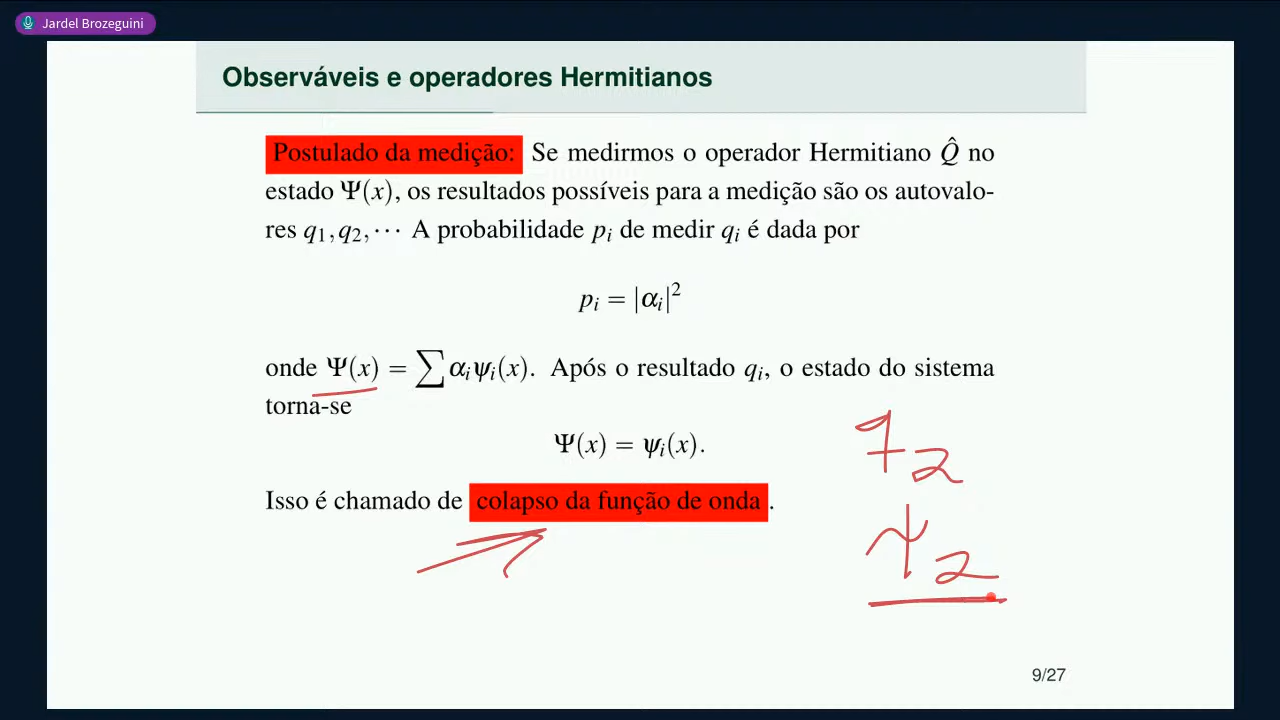 Jardel Brozeguini
Observáveis e operadores Hermitianos
Postulado da medição: Se medirmos o operador Hermitiano Q̂ no
estado Ψ(x), os resultados possíveis para a medição são os autovalo-
res q₁, q₂, ⋯ A probabilidade pᵢ de medir qᵢ é dada por
pᵢ = |αᵢ|²
onde Ψ(x) = ∑ αᵢψᵢ(x). Após o resultado qᵢ, o estado do sistema
torna-se
Ψ(x) = ψᵢ(x).
q₂
Isso é chamado de colapso da função de onda.
ψ₂
9/27